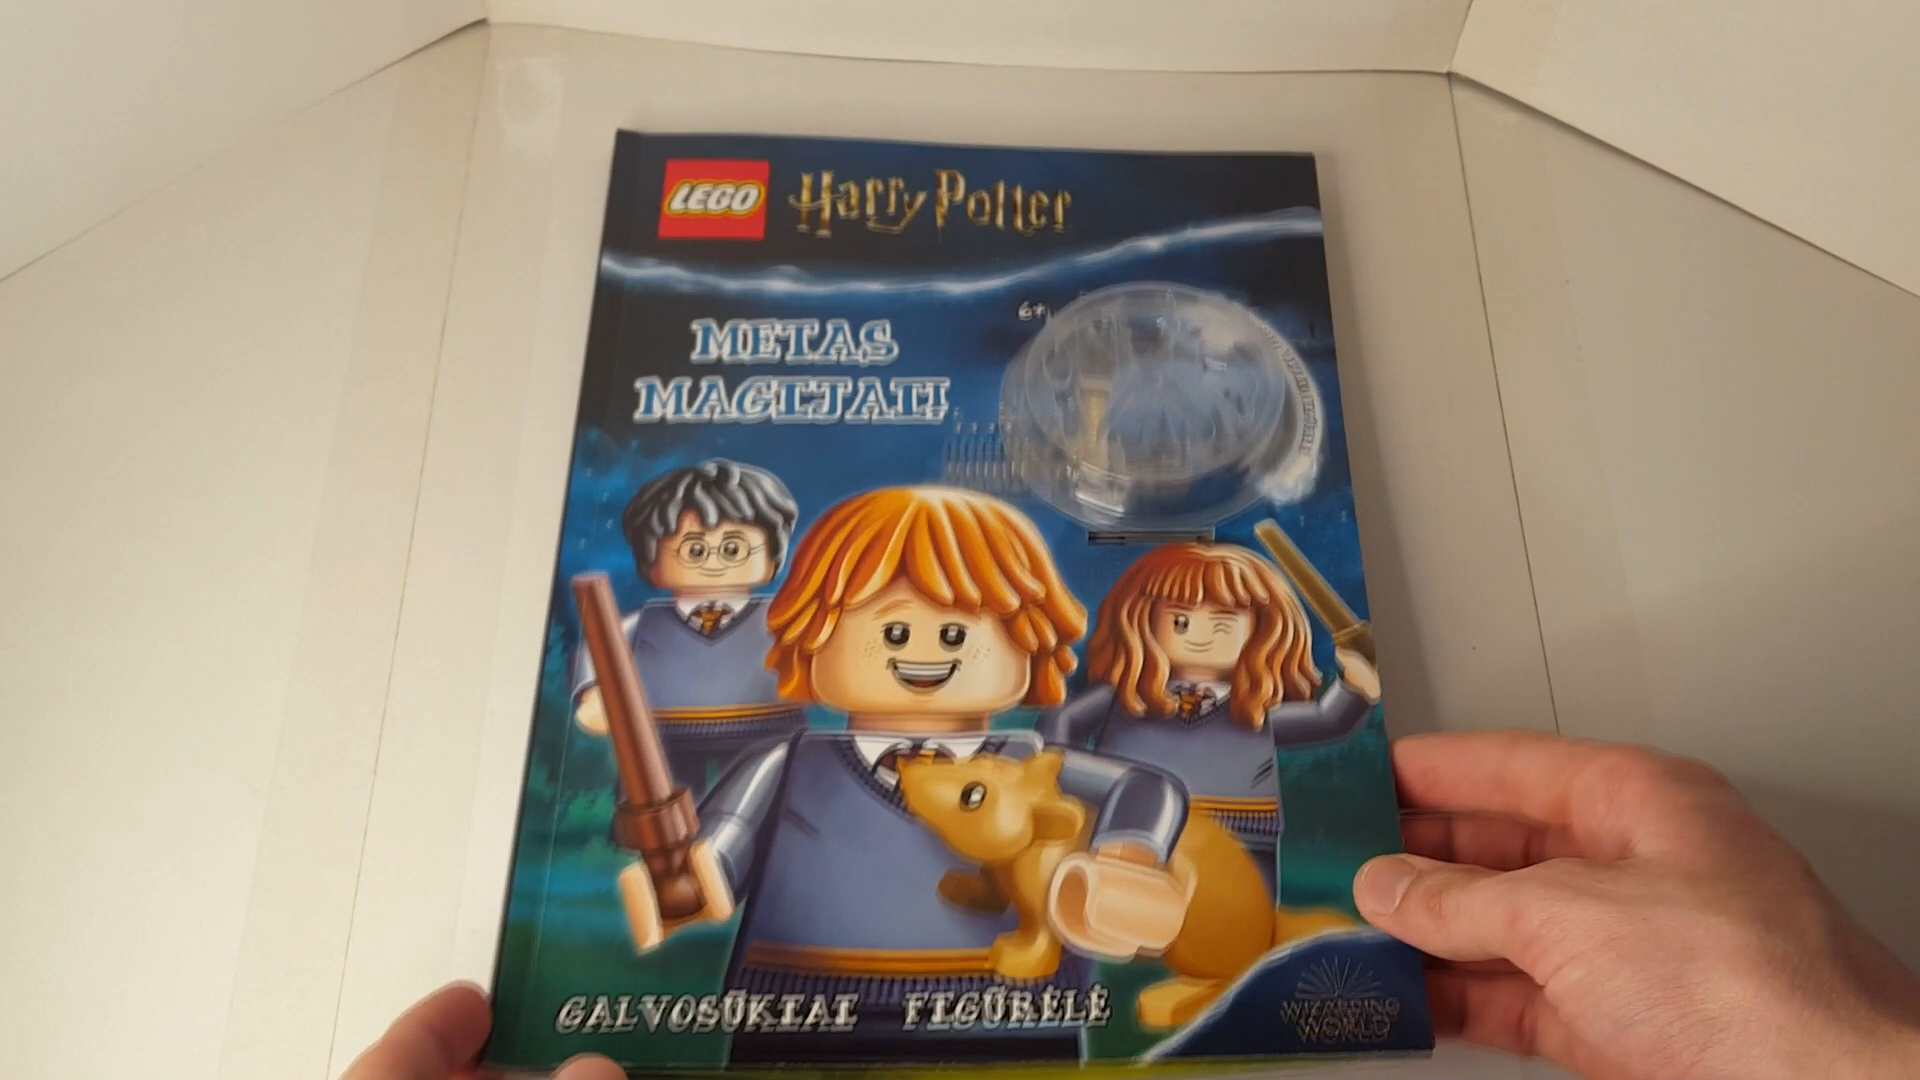 LEGO Harry Potter
METAS
MAGIJAI!
6+
GALVOSŪKIAI FIGŪRĖLĖ
WIZARDING
WORLD